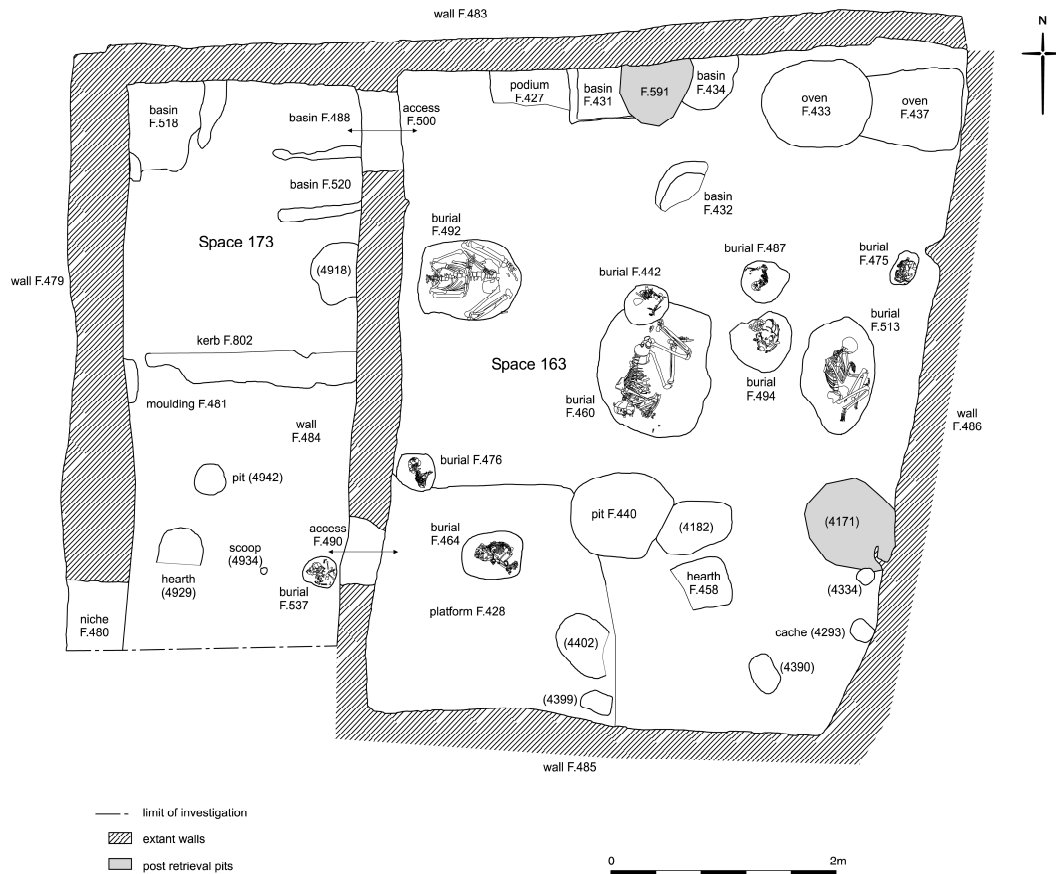 wall F.483
N
basin
F.518
basin F.488
access
F.500
podium
F.427
basin
F.431
F.591
basin
F.434
oven
F.433
oven
F.437
basin F.520
basin
F.432
Space 173
burial
F.492
burial F.487
burial
F.475
wall F.479
(4918)
burial F.442
burial
F.513
kerb F.802
Space 163
burial
F.494
moulding F.481
burial
F.460
wall
F.484
wall
F.486
burial F.476
pit (4942)
access
F.490
burial
F.464
pit F.440
(4182)
(4171)
scoop
(4934)
hearth
(4929)
burial
F.537
hearth
F.458
(4334)
niche
F.480
platform F.428
(4402)
cache (4293)
(4390)
(4399)
wall F.485
limit of investigation
extant walls
post retrieval pits
0
2m